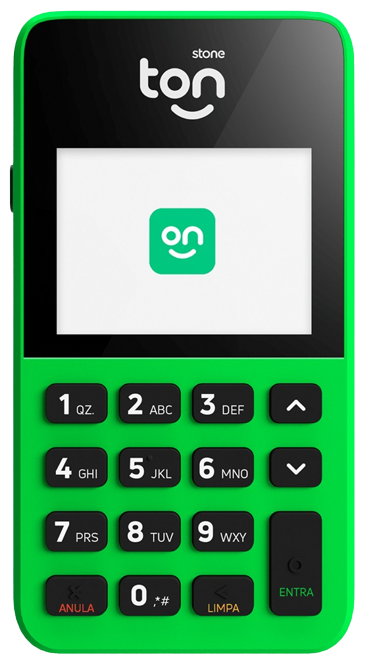 stone
ton
on
1 QZ. 2 ABC 3 DEF
4 GHI 5 JKL 6 MNO
7 PRS 8 TUV 9 WXY
ANULA 0 ,*# LIMPA ENTRA